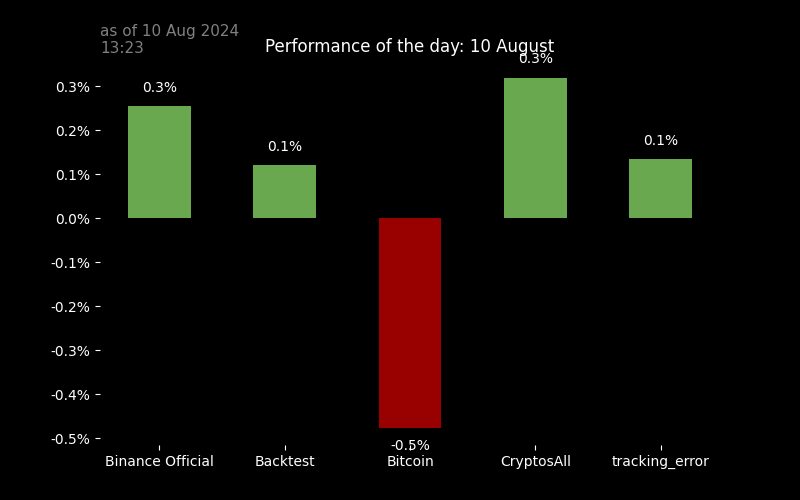 as of 10 Aug 2024
13:23
Performance of the day: 10 August
0.3%
0.3%
0.1%
0.1%
-0.5%
0.3%
0.2%
0.1%
0.0%
-0.1%
-0.2%
-0.3%
-0.4%
-0.5%
Binance Official
Backtest
Bitcoin
CryptosAll
tracking_error